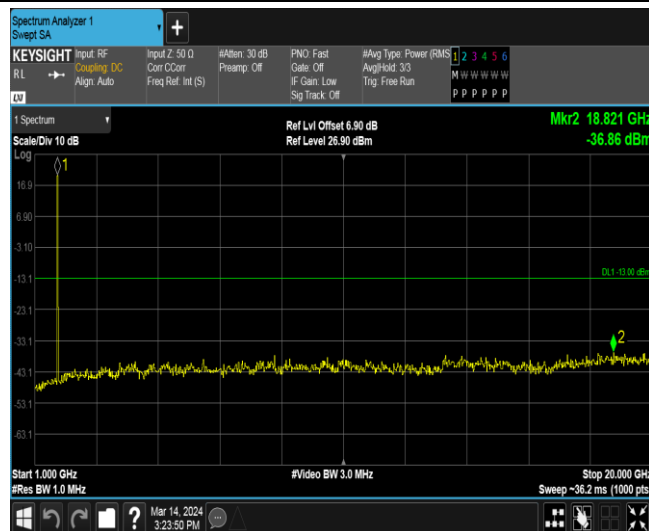 Spectrum Analyzer 1
Swept SA
+
KEYSIGHT Input: RF Input Z: 50 Ω #Atten: 30 dB PNO: Fast #Avg Type: Power (RMS 1 2 3 4 5 6
RL Coupling: DC Corr CCorr Preamp: Off Gate: Off Avg|Hold: 3/3 M W W W W W
Align: Auto Freq Ref: Int (S) IF Gain: Low Trig: Free Run
Sig Track: Off P P P P P P
LXI
1 Spectrum Ref Lvl Offset 6.90 dB Mkr2 18.821 GHz
Scale/Div 10 dB Ref Level 26.90 dBm -36.86 dBm
Log
1
16.9
6.90
-3.10
-13.1
DL1 -13.00 dBm
-23.1
-33.1
2
-43.1
-53.1
-63.1
Start 1.000 GHz #Video BW 3.0 MHz Stop 20.000 GHz
#Res BW 1.0 MHz Sweep ~36.2 ms (1000 pts
? Mar 14, 2024
3:23:50 PM